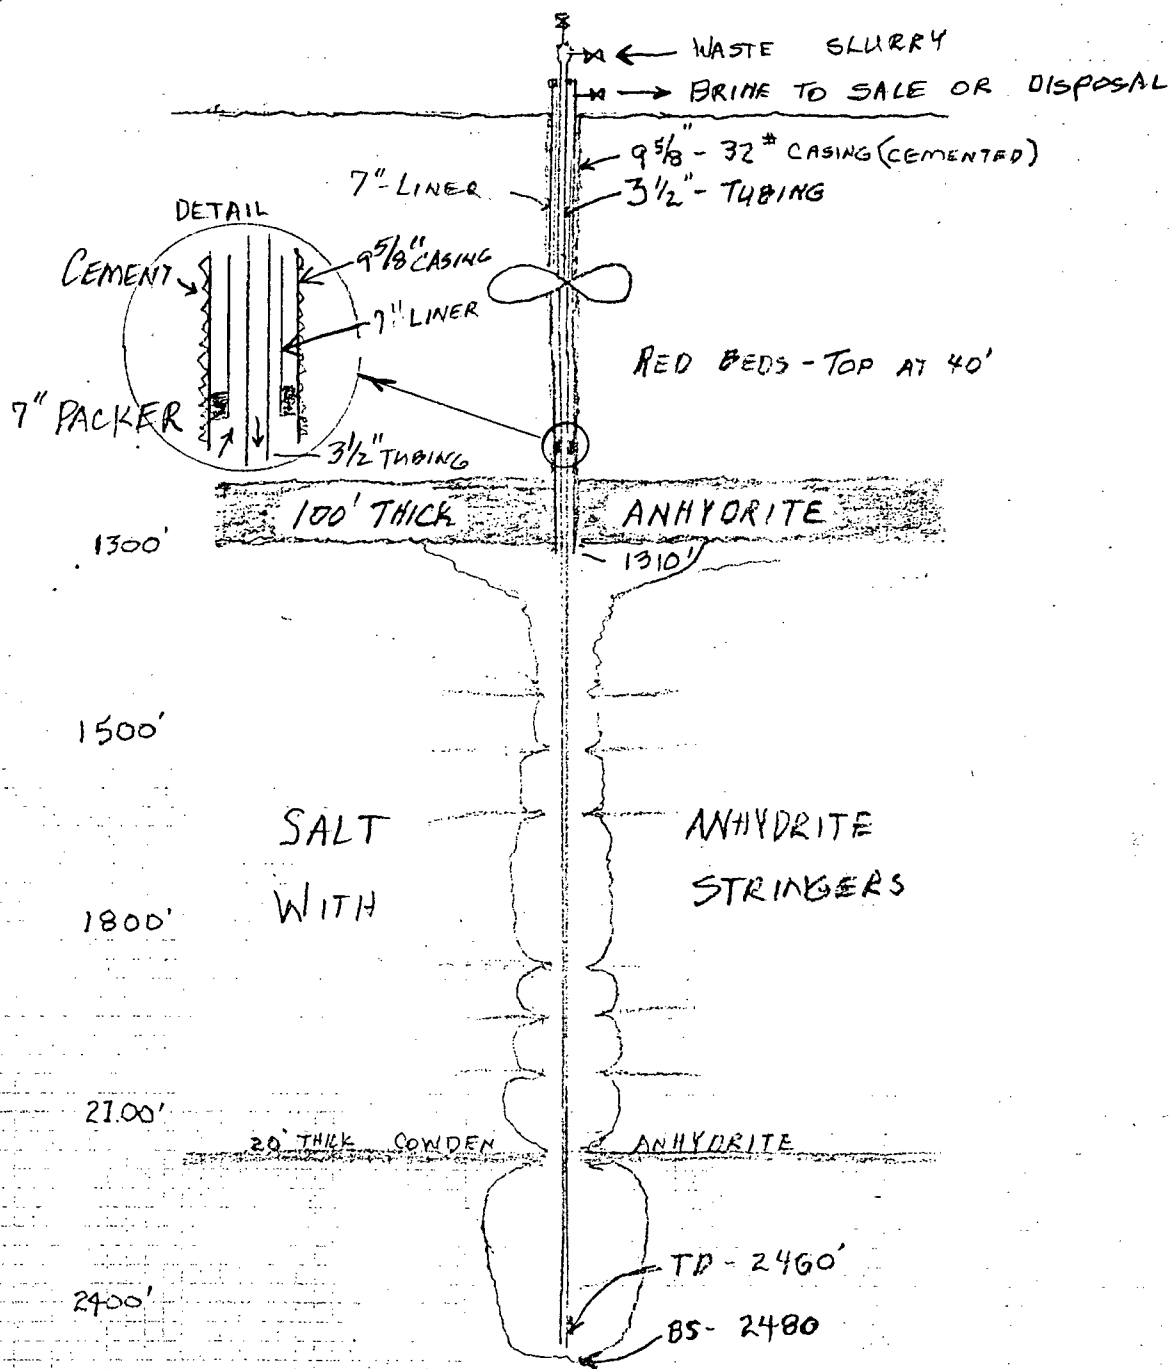 WASTE SLURRY
BRINE TO SALE OR DISPOSAL
9 5/8" - 32# CASING (CEMENTED)
7"-LINER
3 1/2" - TUBING
DETAIL
CEMENT
9 5/8" CASING
7" LINER
RED BEDS - TOP AT 40'
7" PACKER
3 1/2" TUBING
100' THICK ANHYDRITE
1300'
1310'
1500'
SALT ANHYDRITE
WITH STRINGERS
1800'
2100'
20' THICK COWDEN ANHYDRITE
TD - 2460'
2400'
BS - 2480